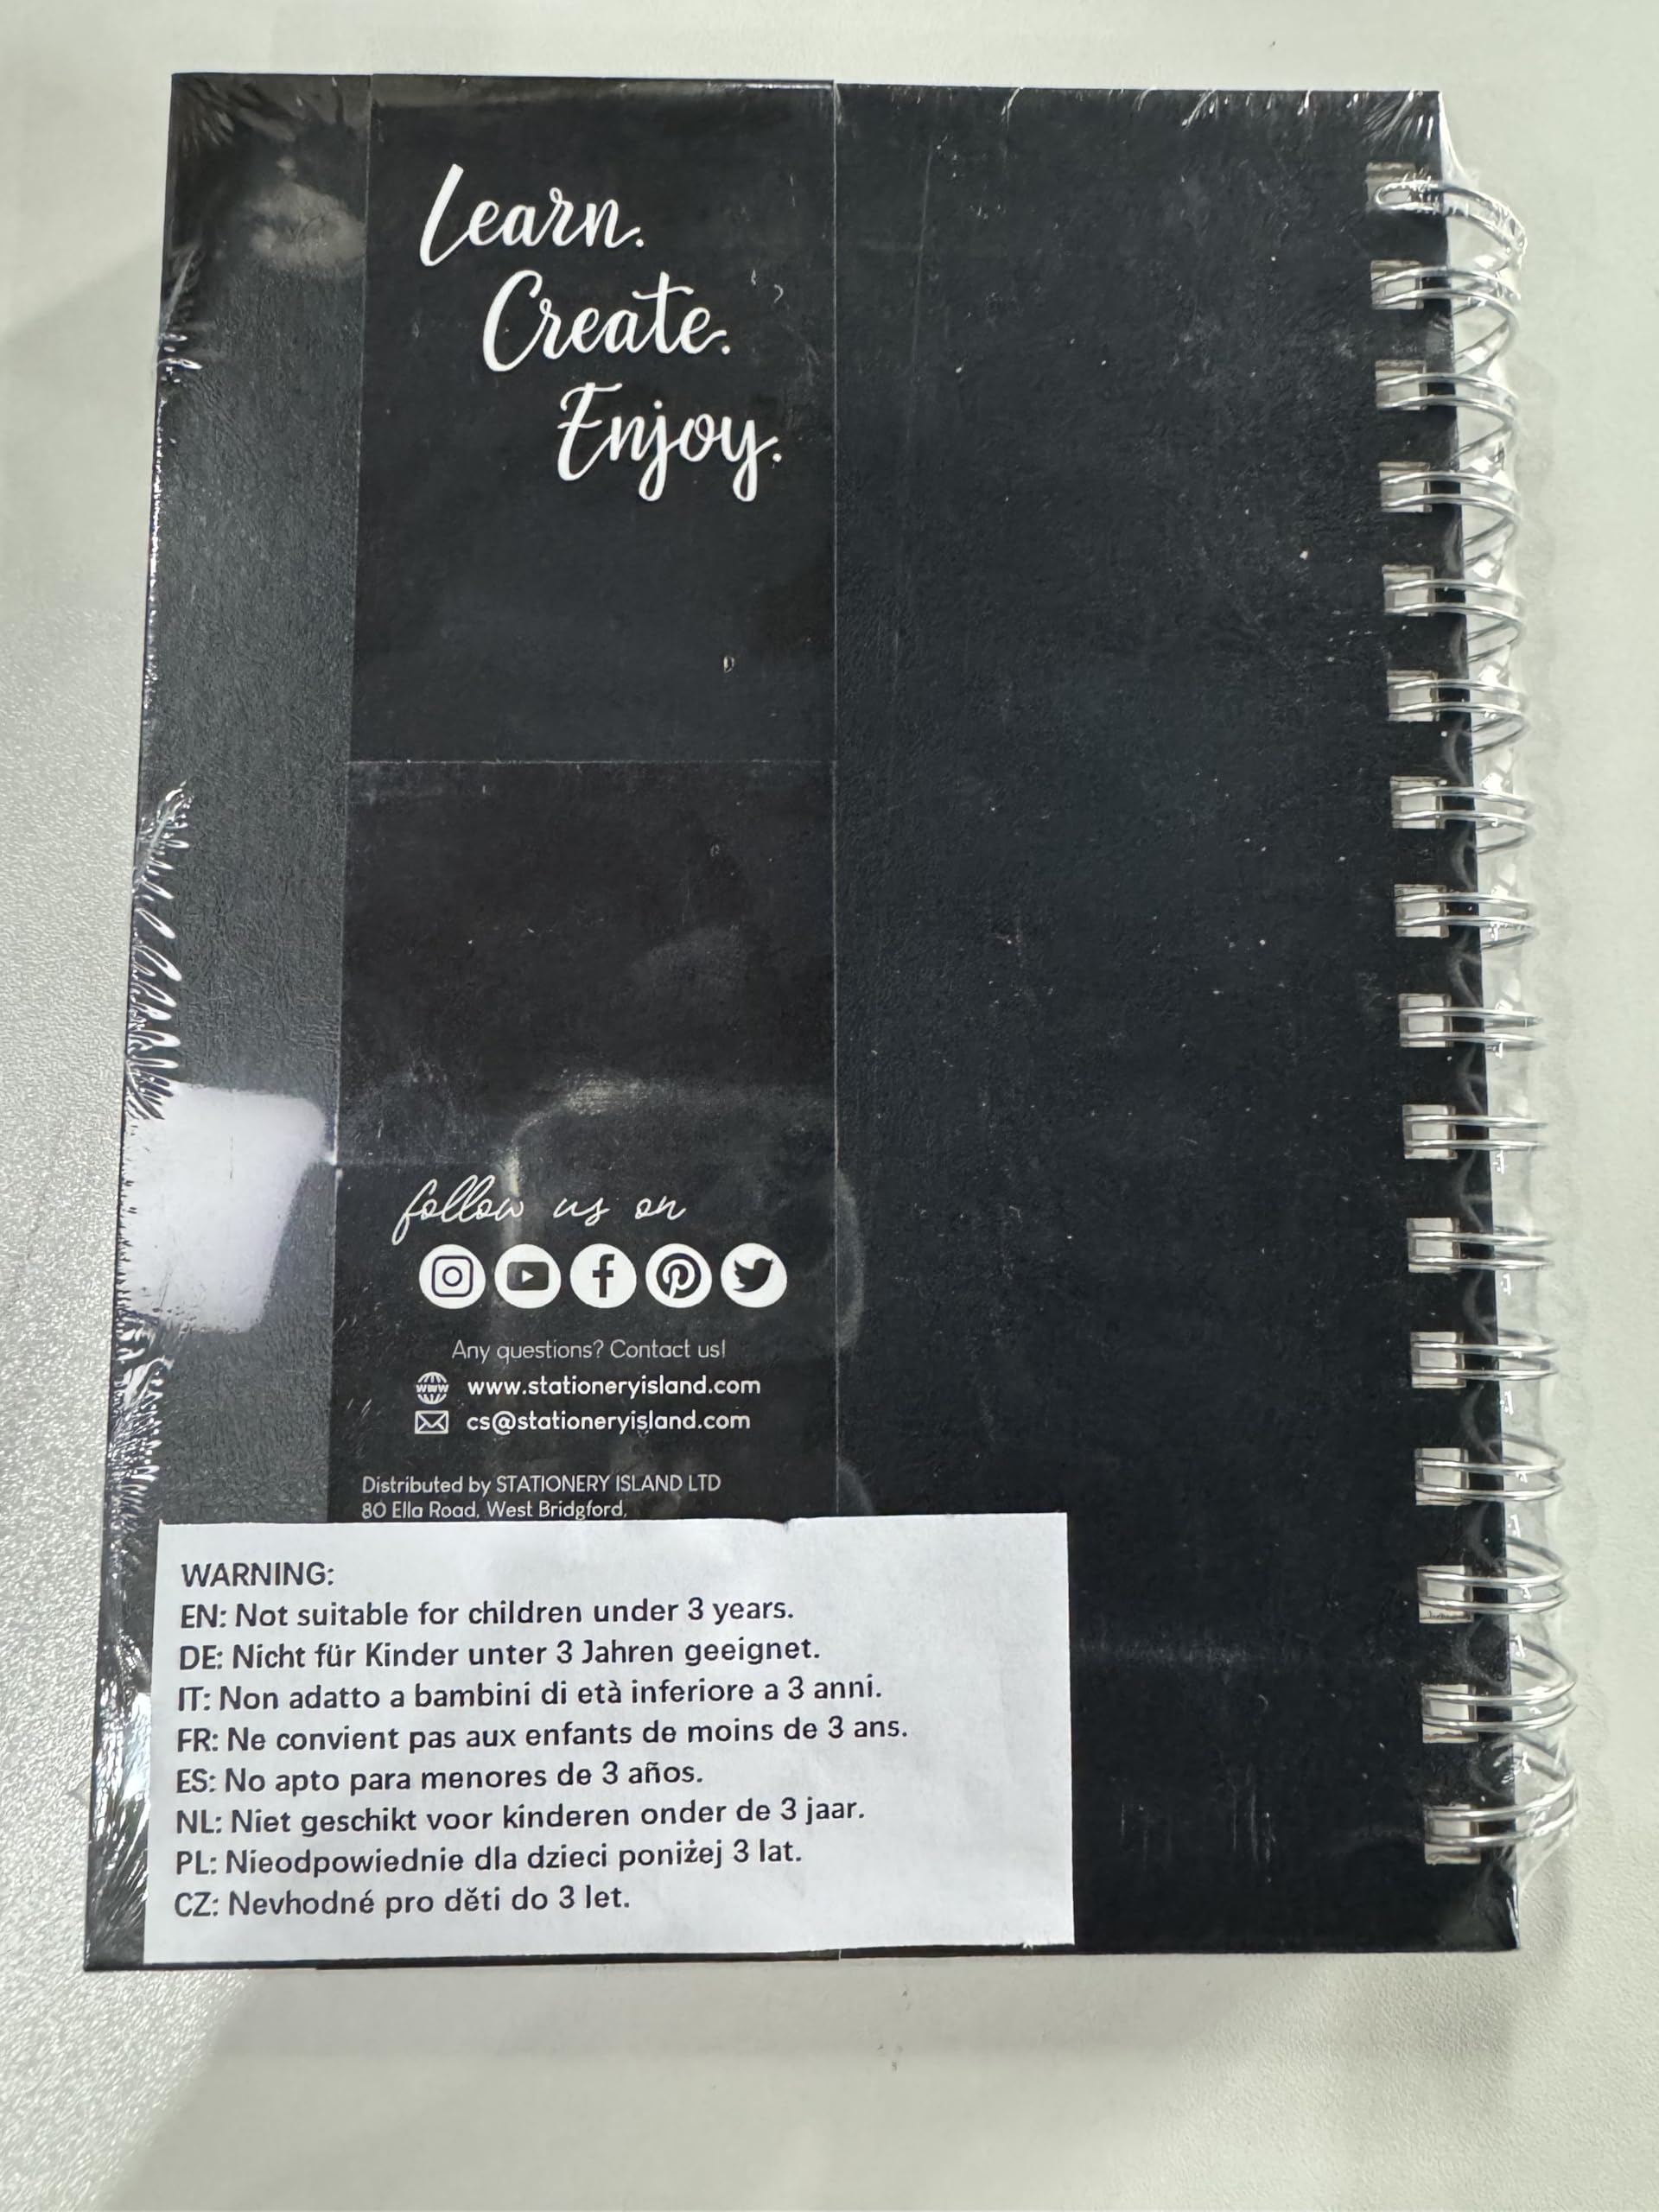 Learn.
Create.
Enjoy.
follow us on
Any questions? Contact us!
www.stationeryisland.com
cs@stationeryisland.com
Distributed by STATIONERY ISLAND LTD
80 Ella Road, West Bridgford,
WARNING:
EN: Not suitable for children under 3 years.
DE: Nicht für Kinder unter 3 Jahren geeignet.
IT: Non adatto a bambini di età inferiore a 3 anni.
FR: Ne convient pas aux enfants de moins de 3 ans.
ES: No apto para menores de 3 años.
NL: Niet geschikt voor kinderen onder de 3 jaar.
PL: Nieodpowiednie dla dzieci poniżej 3 lat.
CZ: Nevhodné pro děti do 3 let.